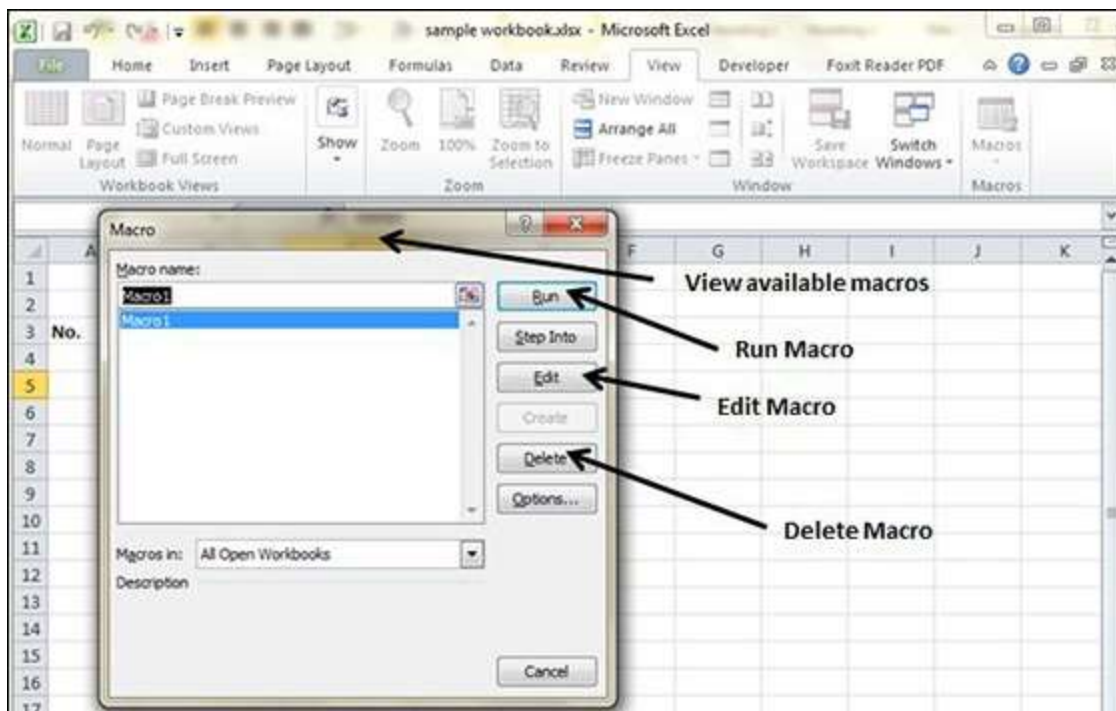 sample workbook.xlsx - Microsoft Excel
File Home Insert Page Layout Formulas Data Review View Developer Foxit Reader PDF
Normal
Page Layout
Page Break Preview
Custom Views
Full Screen
Workbook Views
Show
Zoom
100%
Zoom to Selection
Zoom
New Window
Arrange All
Freeze Panes
Save Workspace
Switch Windows
Window
Macros
Macros
A F G H I J K
Macro
Macro name:
Macro1
Macro1
Run
Step Into
Edit
Create
Delete
Options...
Macros in: All Open Workbooks
Description
Cancel
View available macros
Run Macro
Edit Macro
Delete Macro
1
2
3 No.
4
5
6
7
8
9
10
11
12
13
14
15
16
17